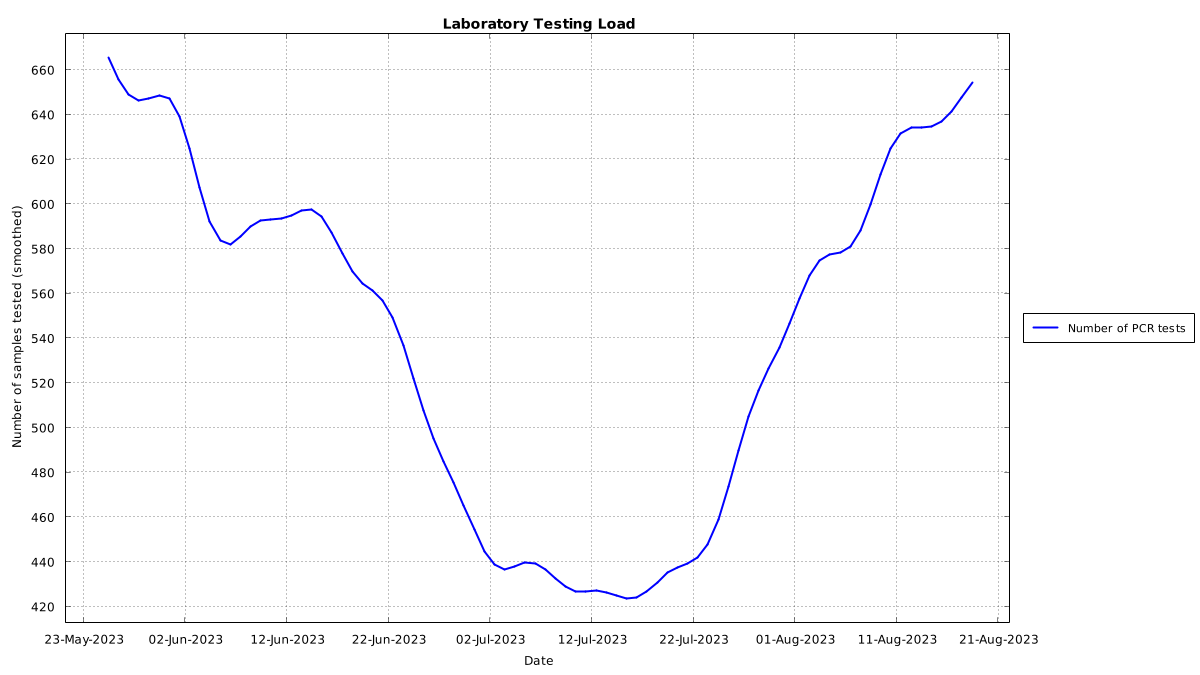 Laboratory Testing Load
Number of samples tested (smoothed)
660
640
620
600
580
560
540
520
500
480
460
440
420
23-May-2023 02-Jun-2023 12-Jun-2023 22-Jun-2023 02-Jul-2023 12-Jul-2023 22-Jul-2023 01-Aug-2023 11-Aug-2023 21-Aug-2023
Date
Number of PCR tests